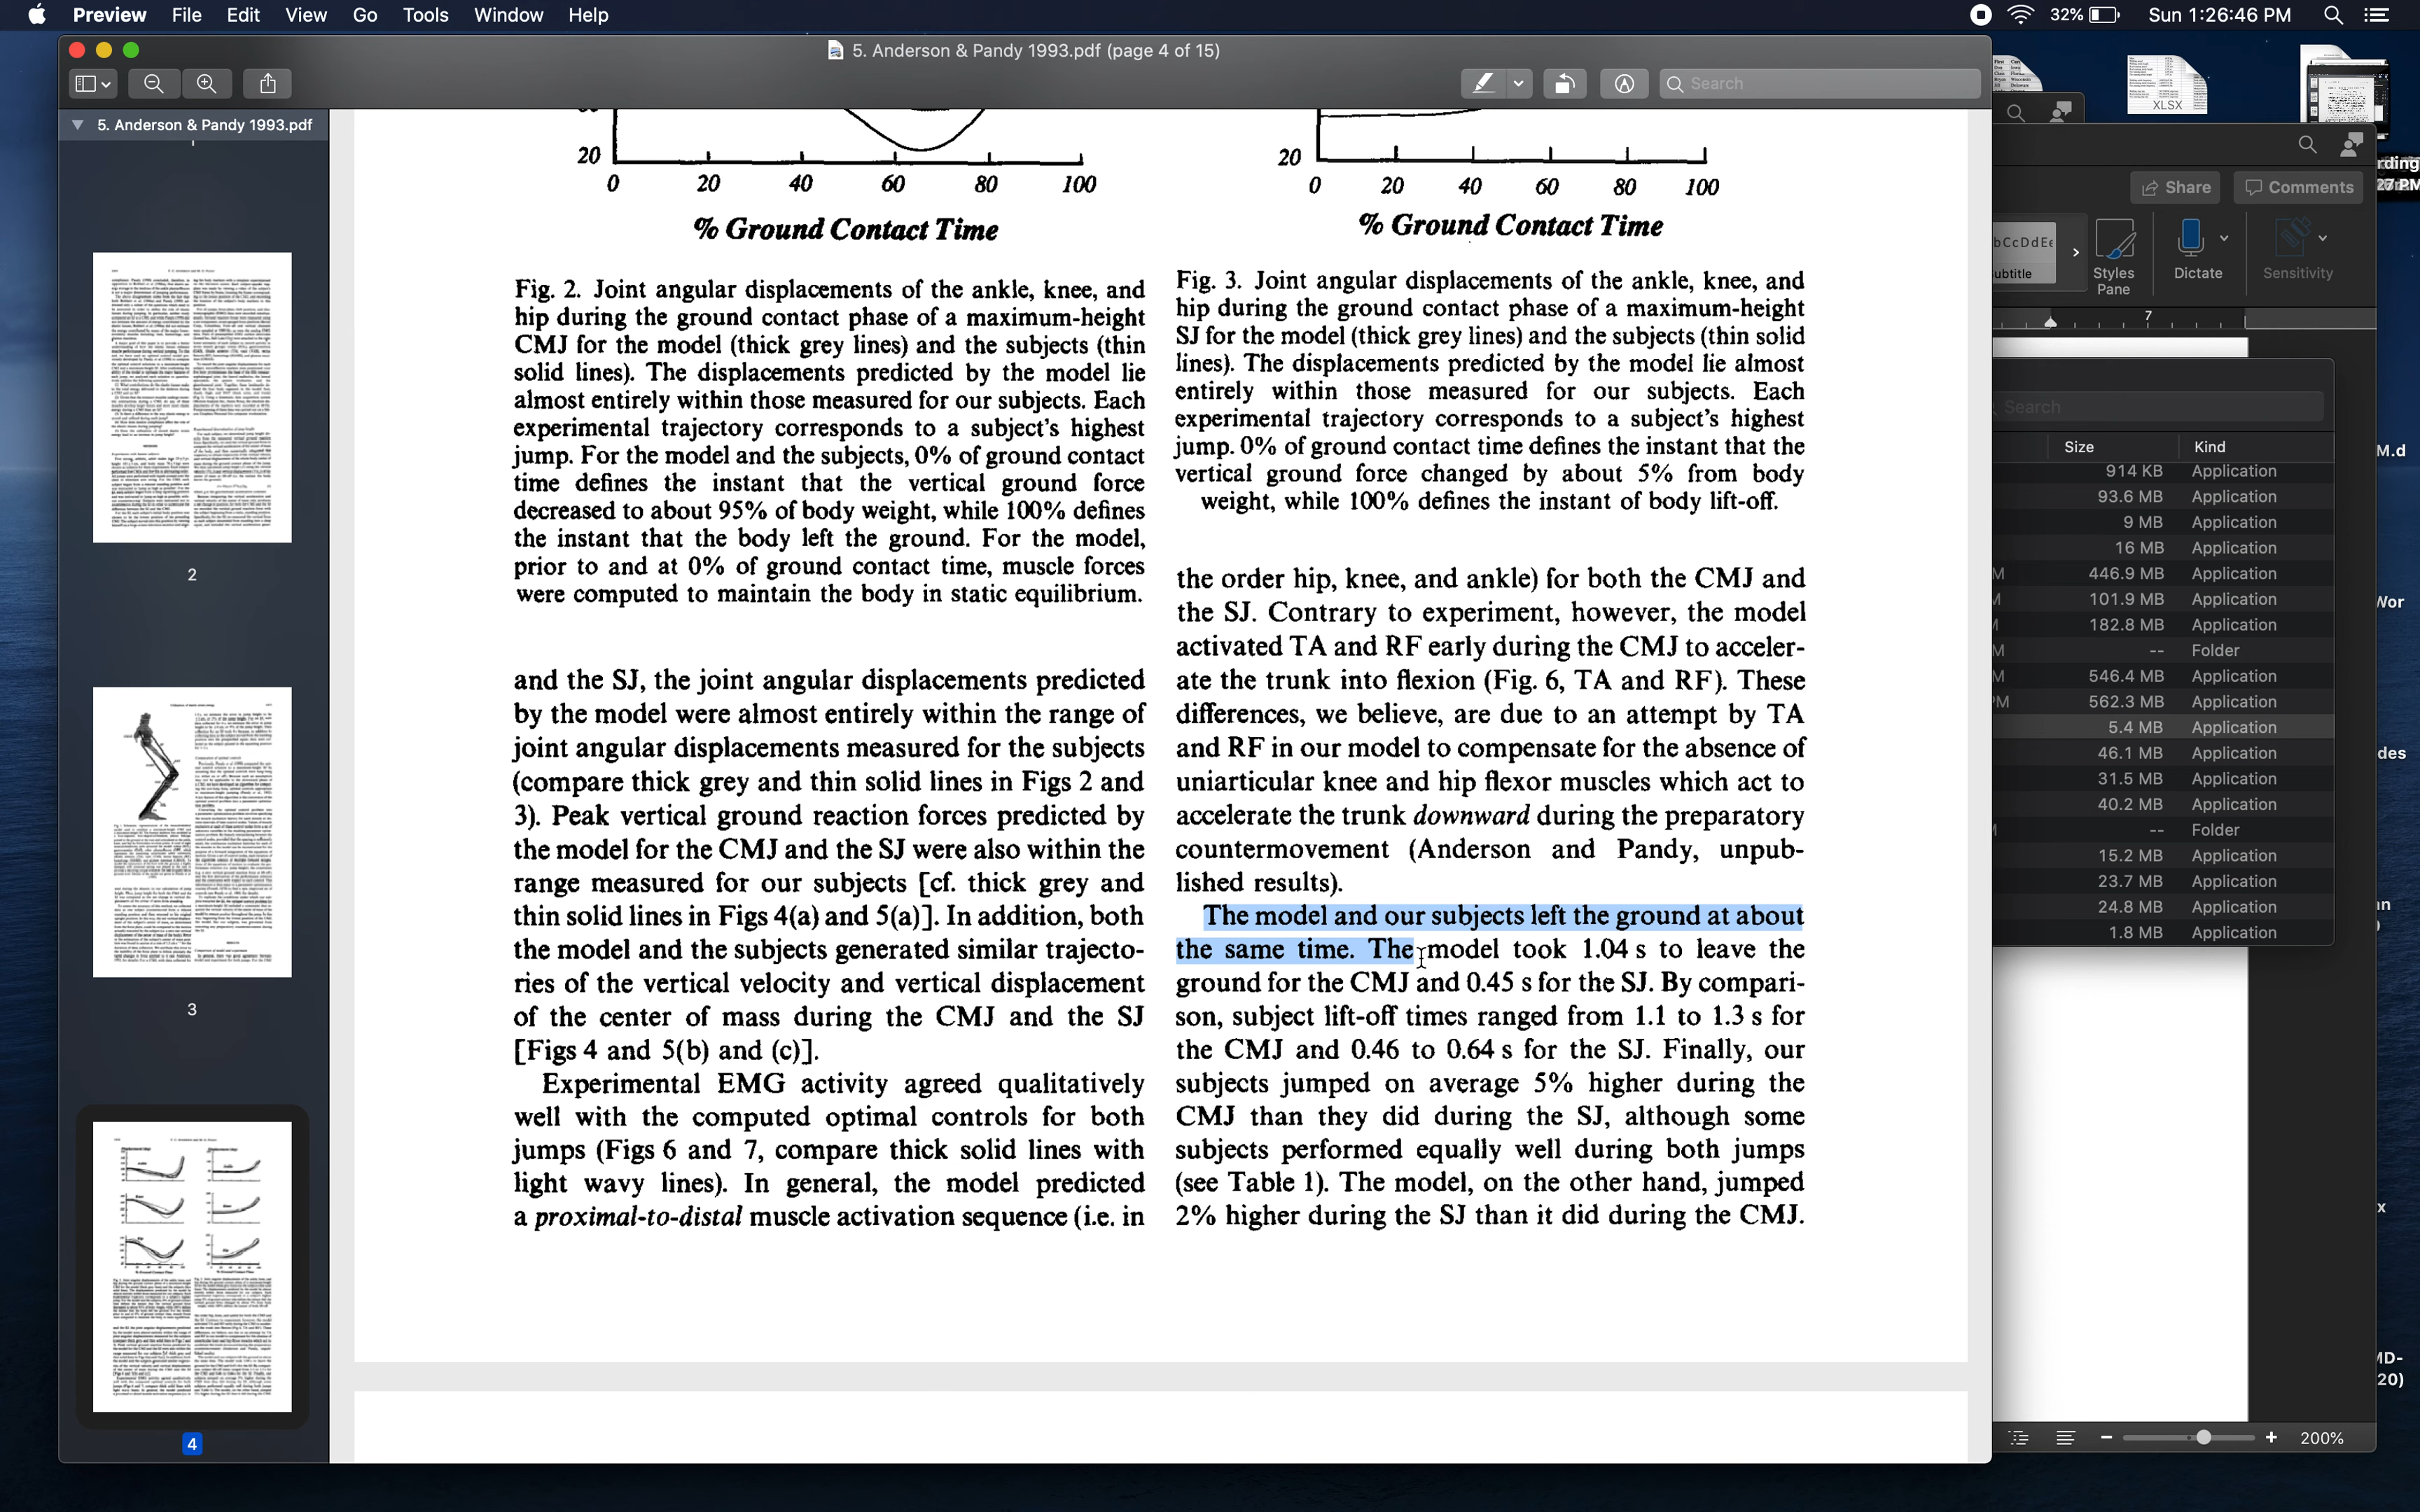 Preview File Edit View Go Tools Window Help
32% Sun 1:26:46 PM
5. Anderson & Pandy 1993.pdf (page 4 of 15)
Search
5. Anderson & Pandy 1993.pdf
2
3
4
20
0 20 40 60 80 100
% Ground Contact Time
Fig. 2. Joint angular displacements of the ankle, knee, and
hip during the ground contact phase of a maximum-height
CMJ for the model (thick grey lines) and the subjects (thin
solid lines). The displacements predicted by the model lie
almost entirely within those measured for our subjects. Each
experimental trajectory corresponds to a subject's highest
jump. For the model and the subjects, 0% of ground contact
time defines the instant that the vertical ground force
decreased to about 95% of body weight, while 100% defines
the instant that the body left the ground. For the model,
prior to and at 0% of ground contact time, muscle forces
were computed to maintain the body in static equilibrium.
and the SJ, the joint angular displacements predicted
by the model were almost entirely within the range of
joint angular displacements measured for the subjects
(compare thick grey and thin solid lines in Figs 2 and
3). Peak vertical ground reaction forces predicted by
the model for the CMJ and the SJ were also within the
range measured for our subjects [cf. thick grey and
thin solid lines in Figs 4(a) and 5(a)]. In addition, both
the model and the subjects generated similar trajecto-
ries of the vertical velocity and vertical displacement
of the center of mass during the CMJ and the SJ
[Figs 4 and 5(b) and (c)].
Experimental EMG activity agreed qualitatively
well with the computed optimal controls for both
jumps (Figs 6 and 7, compare thick solid lines with
light wavy lines). In general, the model predicted
a proximal-to-distal muscle activation sequence (i.e. in
20
0 20 40 60 80 100
% Ground Contact Time
Fig. 3. Joint angular displacements of the ankle, knee, and
hip during the ground contact phase of a maximum-height
SJ for the model (thick grey lines) and the subjects (thin solid
lines). The displacements predicted by the model lie almost
entirely within those measured for our subjects. Each
experimental trajectory corresponds to a subject's highest
jump. 0% of ground contact time defines the instant that the
vertical ground force changed by about 5% from body
weight, while 100% defines the instant of body lift-off.
the order hip, knee, and ankle) for both the CMJ and
the SJ. Contrary to experiment, however, the model
activated TA and RF early during the CMJ to acceler-
ate the trunk into flexion (Fig. 6, TA and RF). These
differences, we believe, are due to an attempt by TA
and RF in our model to compensate for the absence of
uniarticular knee and hip flexor muscles which act to
accelerate the trunk downward during the preparatory
countermovement (Anderson and Pandy, unpub-
lished results).
The model and our subjects left the ground at about
the same time. The model took 1.04 s to leave the
ground for the CMJ and 0.45 s for the SJ. By compari-
son, subject lift-off times ranged from 1.1 to 1.3 s for
the CMJ and 0.46 to 0.64 s for the SJ. Finally, our
subjects jumped on average 5% higher during the
CMJ than they did during the SJ, although some
subjects performed equally well during both jumps
(see Table 1). The model, on the other hand, jumped
2% higher during the SJ than it did during the CMJ.
XLSX
rding
27 PM
Share Comments
bCcDdEe
ubtitle
Styles
Pane
Dictate
Sensitivity
7
Search
Size Kind
914 KB Application
93.6 MB Application
9 MB Application
16 MB Application
M 446.9 MB Application
M 101.9 MB Application
M 182.8 MB Application
M -- Folder
M 546.4 MB Application
PM 562.3 MB Application
5.4 MB Application
46.1 MB Application
31.5 MB Application
40.2 MB Application
-- Folder
15.2 MB Application
23.7 MB Application
24.8 MB Application
1.8 MB Application
M.d
Wor
des
20)
200%